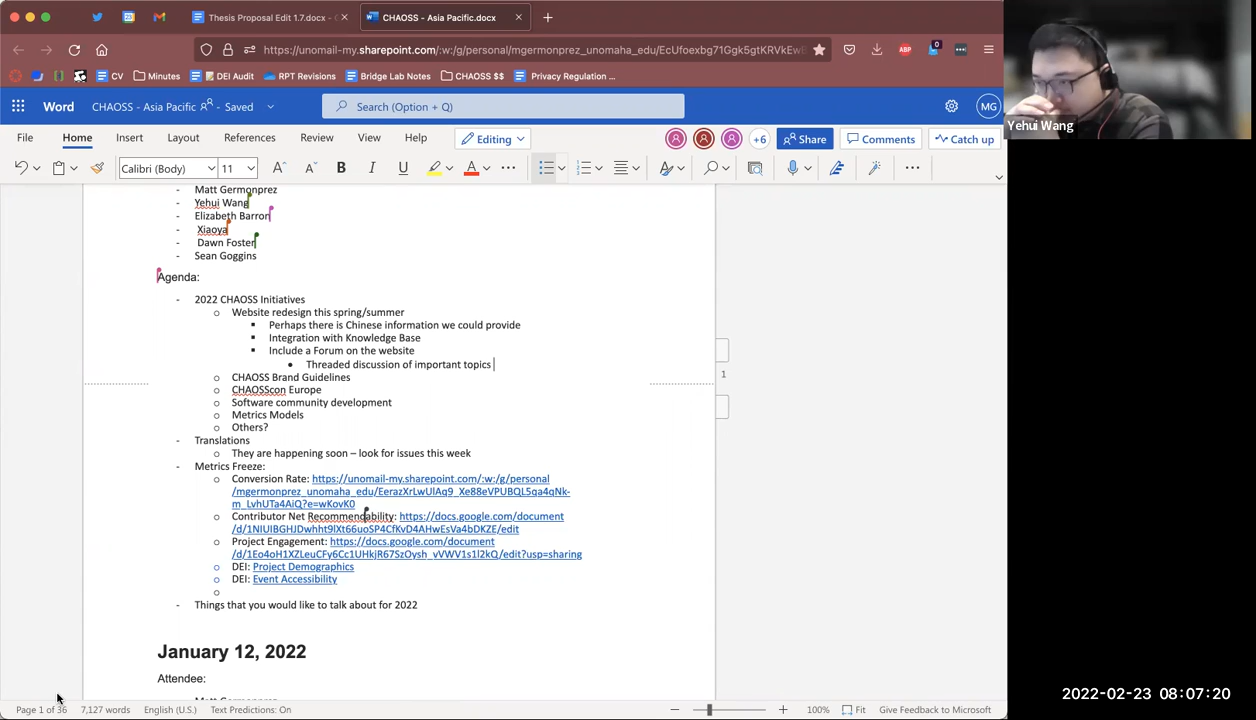 Thesis Proposal Edit 1.7.docx -
CHAOSS - Asia Pacific.docx
https://unomail-my.sharepoint.com/:w:/g/personal/mgermonprez_unomaha_edu/EcUfoexbg71Ggk5gtKRVkEwB
CV Minutes DEI Audit RPT Revisions Bridge Lab Notes CHAOSS $$ Privacy Regulation ...
Word CHAOSS - Asia Pacific - Saved Search (Option + Q) MG
File Home Insert Layout References Review View Help Editing +6 Share Comments Catch up
Calibri (Body) 11 B I U A
- Matt Germonprez
- Yehui Wang
- Elizabeth Barron
- Xiaoya
- Dawn Foster
- Sean Goggins
Agenda:
- 2022 CHAOSS Initiatives
o Website redesign this spring/summer
▪ Perhaps there is Chinese information we could provide
▪ Integration with Knowledge Base
▪ Include a Forum on the website
• Threaded discussion of important topics
o CHAOSS Brand Guidelines
o CHAOSScon Europe
o Software community development
o Metrics Models
o Others?
- Translations
o They are happening soon – look for issues this week
- Metrics Freeze:
o Conversion Rate: https://unomail-my.sharepoint.com/:w:/g/personal
/mgermonprez_unomaha_edu/EerazXrLwUlAq9_Xe88eVPUBQL5qa4qNk-
m_LvhUTa4AiQ?e=wKovK0
o Contributor Net Recommendability: https://docs.google.com/document
/d/1NIUIBGHJDwhht9lXt66uoSP4CfKvD4AHwEsVa4bDKZE/edit
o Project Engagement: https://docs.google.com/document
/d/1Eo4oH1XZLeuCFy6Cc1UHkjR67SzOysh_vVWV1s1l2kQ/edit?usp=sharing
o DEI: Project Demographics
o DEI: Event Accessibility
o
- Things that you would like to talk about for 2022
January 12, 2022
Attendee:
1
Page 1 of 36 7,127 words English (U.S.) Text Predictions: On 100% Fit Give Feedback to Microsoft
Yehui Wang
2022-02-23 08:07:20